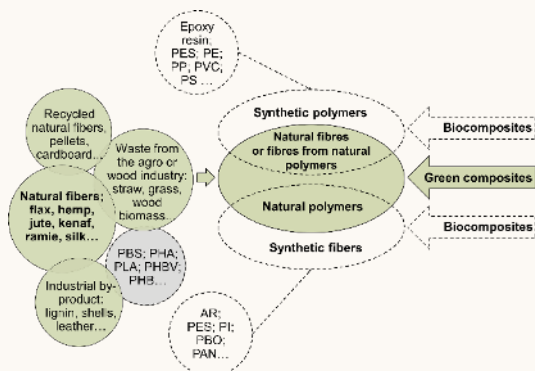 Epoxy
resin,
PES; PE;
PP, PVC,
PS ...
Synthetic polymers
Natural fibres
or fibres from natural
polymers
Natural polymers
Synthetic fibers
Biocomposites
Green composites
Biocomposites
Recycled
natural fibers,
pellets,
cardboard...
Waste from
the agro or
wood industry:
straw, grass,
wood
biomass...
Natural fibers;
flax, hemp,
jute, kenaf,
ramie, silk...
PBS; PHA;
PLA; PHBV;
PHB...
Industrial by-
product:
lignin, shells,
leather...
AR;
PES; PI;
PBO;
PAN...